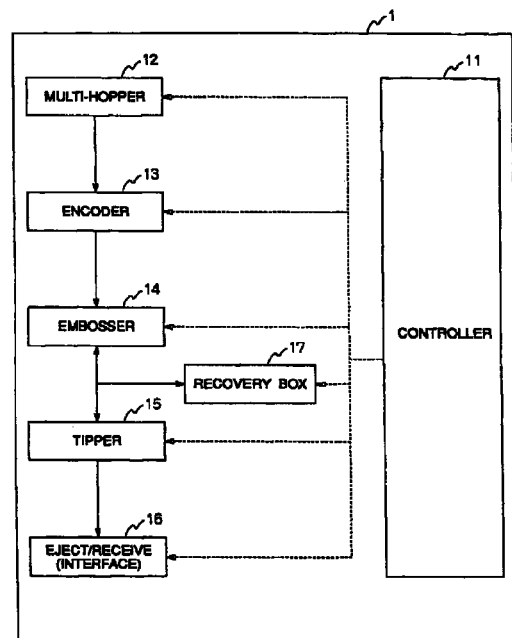 1
12
MULTI-HOPPER
11
13
ENCODER
14
EMBOSSER
CONTROLLER
17
RECOVERY BOX
15
TIPPER
16
EJECT/RECEIVE
(INTERFACE)